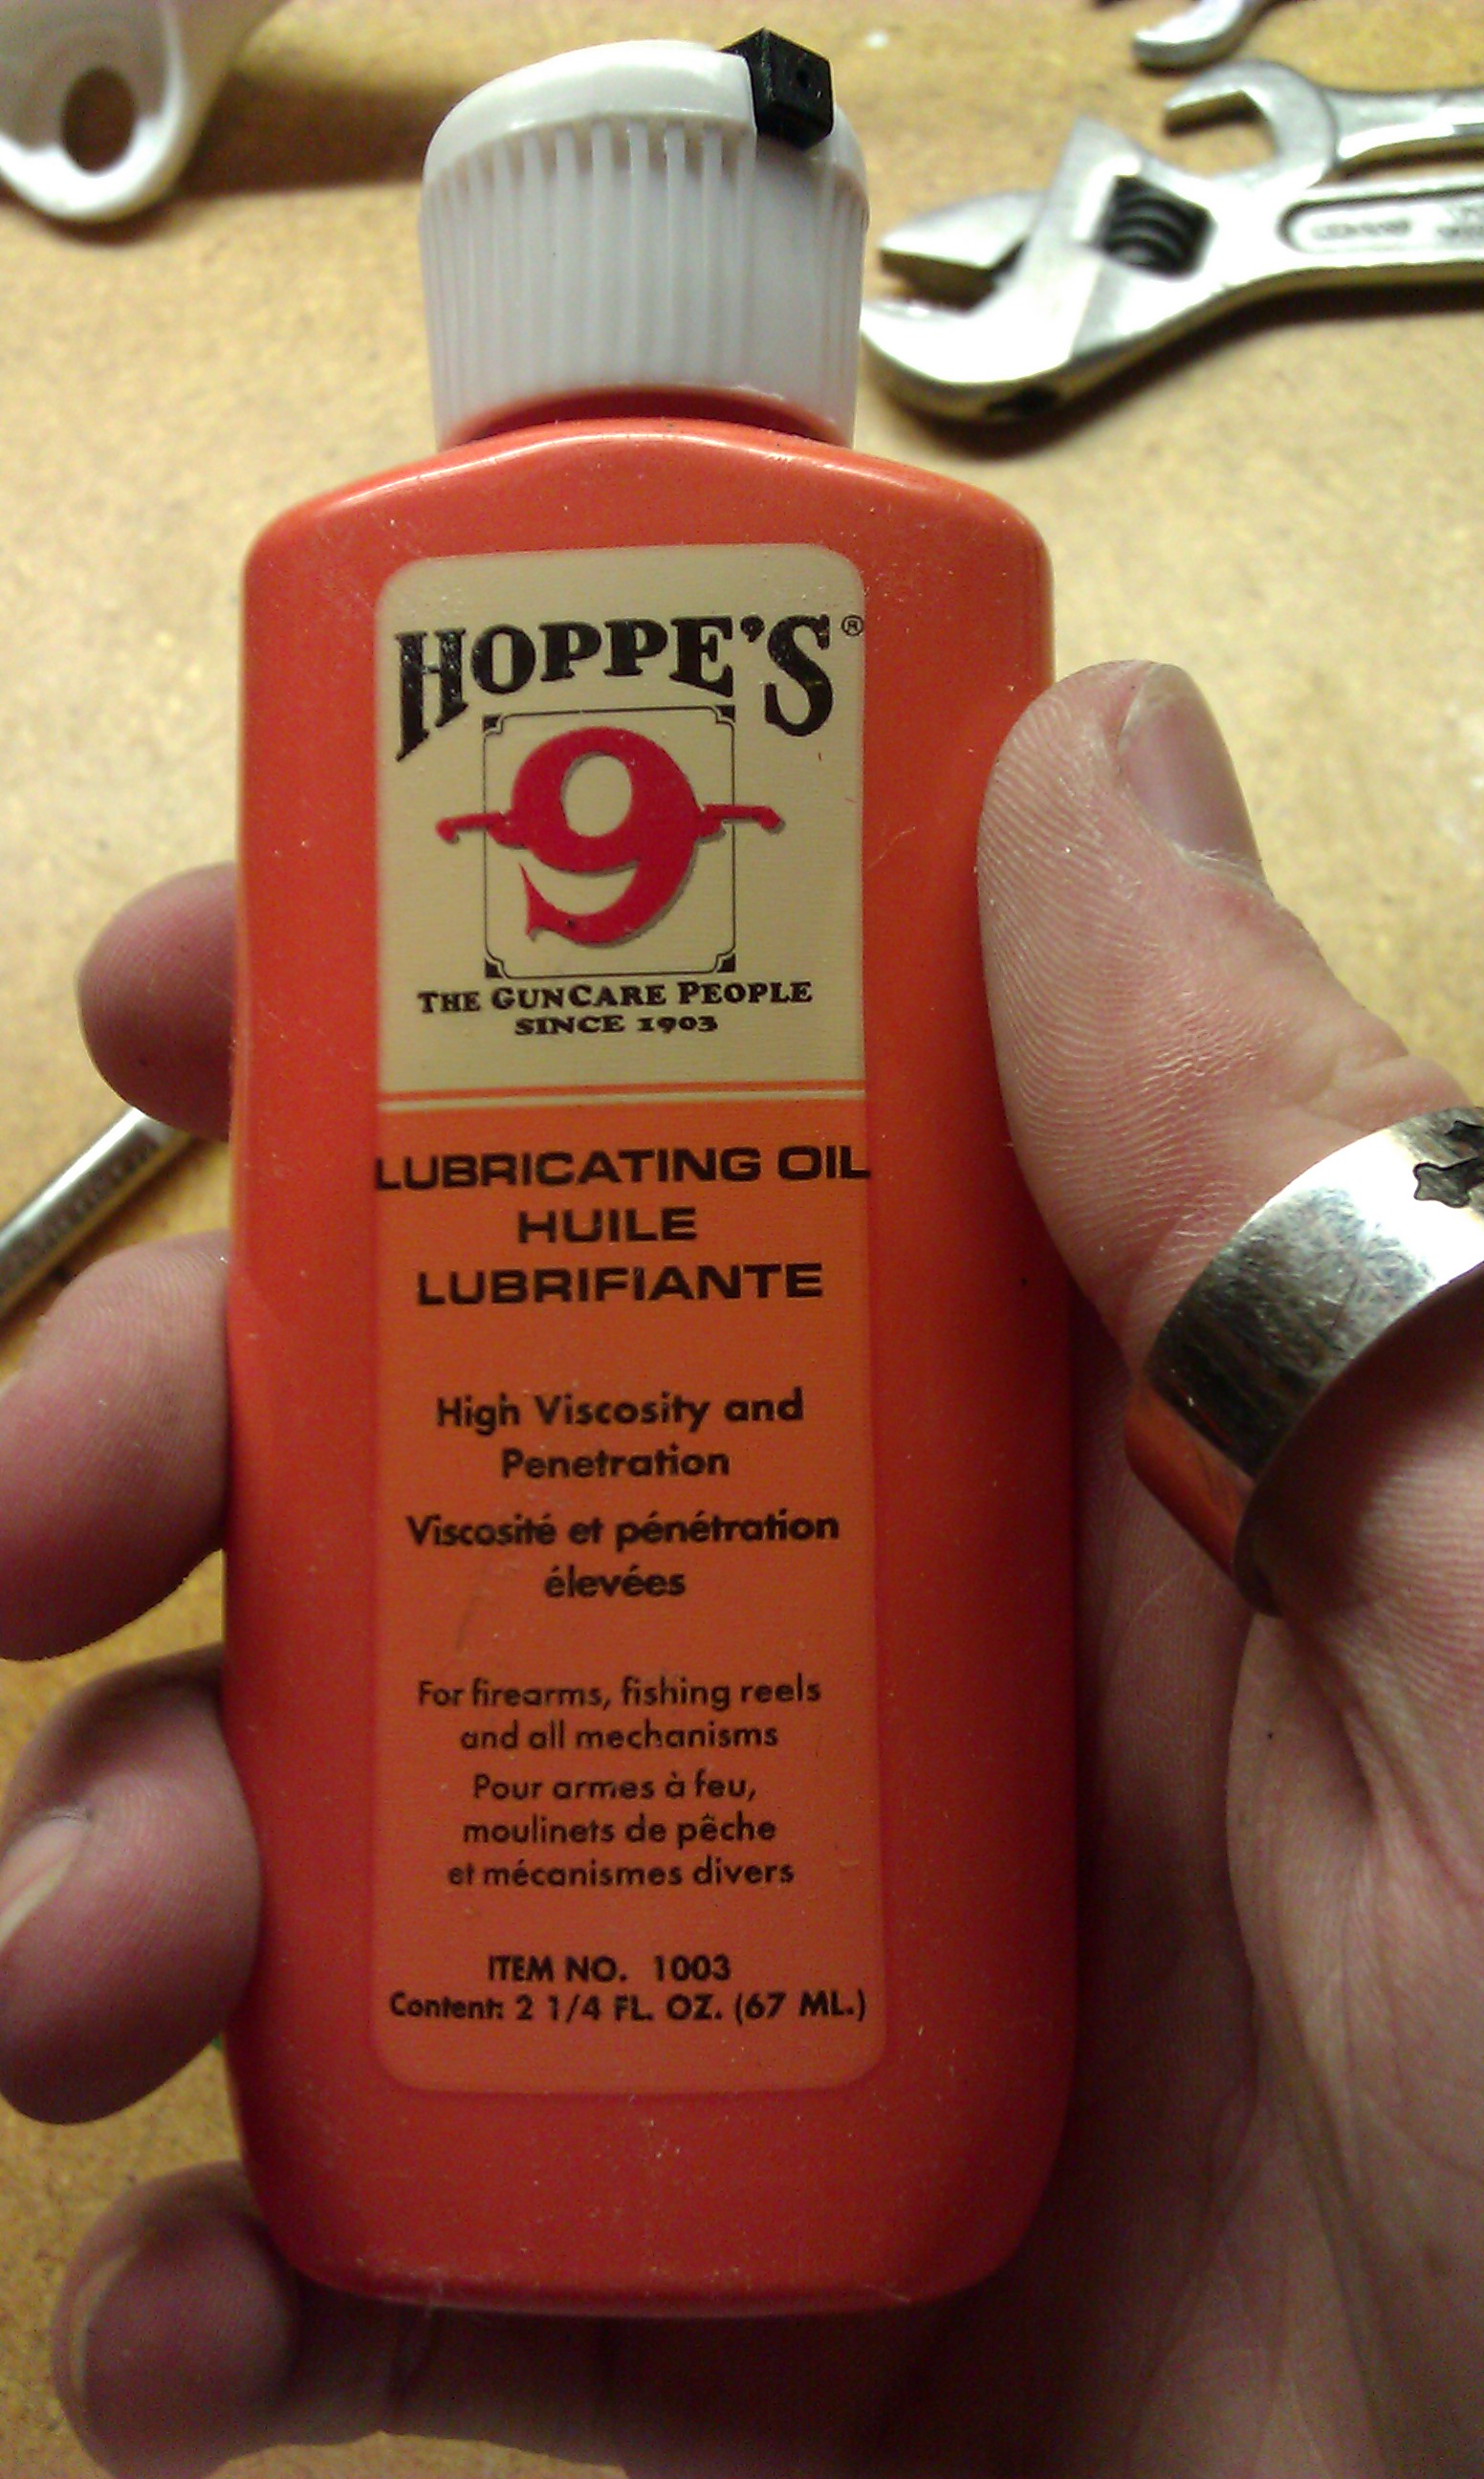 HOPPE'S®
9
THE GUNCARE PEOPLE
SINCE 1903
LUBRICATING OIL
HUILE
LUBRIFIANTE
High Viscosity and
Penetration
Viscosité et pénétration
élevées
For firearms, fishing reels
and all mechanisms
Pour armes à feu,
moulinets de pêche
et mécanismes divers
ITEM NO. 1003
Content: 2 1/4 FL. OZ. (67 ML.)